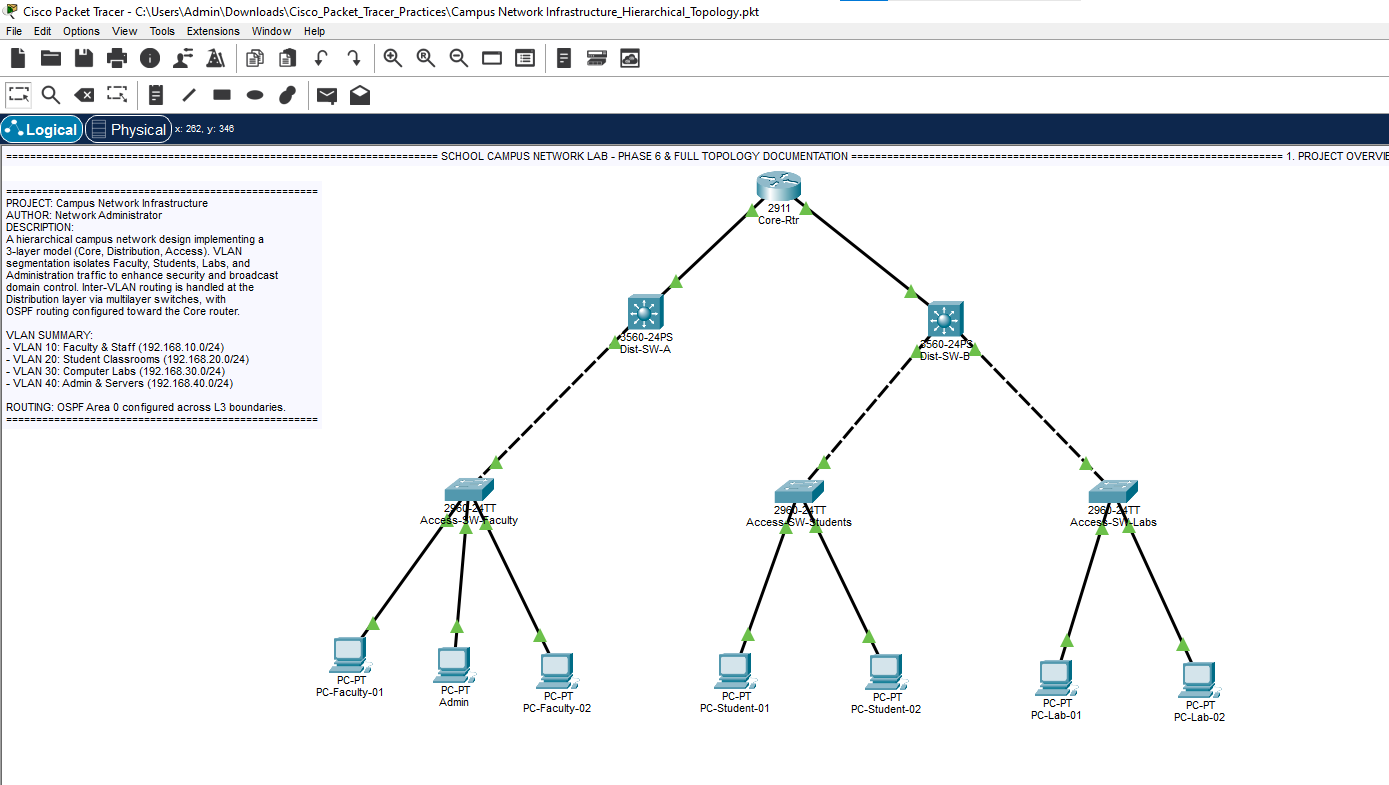 Cisco Packet Tracer - C:\Users\Admin\Downloads\Cisco_Packet_Tracer_Practices\Campus Network Infrastructure_Hierarchical_Topology.pkt
File Edit Options View Tools Extensions Window Help
Logical Physical x: 262, y: 346
======================================================================== SCHOOL CAMPUS NETWORK LAB - PHASE 6 & FULL TOPOLOGY DOCUMENTATION ======================================================================== 1. PROJECT OVERVIE
====================================================
PROJECT: Campus Network Infrastructure
AUTHOR: Network Administrator
DESCRIPTION:
A hierarchical campus network design implementing a
3-layer model (Core, Distribution, Access). VLAN
segmentation isolates Faculty, Students, Labs, and
Administration traffic to enhance security and broadcast
domain control. Inter-VLAN routing is handled at the
Distribution layer via multilayer switches, with
OSPF routing configured toward the Core router.
VLAN SUMMARY:
- VLAN 10: Faculty & Staff (192.168.10.0/24)
- VLAN 20: Student Classrooms (192.168.20.0/24)
- VLAN 30: Computer Labs (192.168.30.0/24)
- VLAN 40: Admin & Servers (192.168.40.0/24)
ROUTING: OSPF Area 0 configured across L3 boundaries.
====================================================
2911
Core-Rtr
3560-24PS
Dist-SW-A
3560-24PS
Dist-SW-B
2960-24TT
Access-SW-Faculty
2960-24TT
Access-SW-Students
2960-24TT
Access-SW-Labs
PC-PT
PC-Faculty-01
PC-PT
Admin
PC-PT
PC-Faculty-02
PC-PT
PC-Student-01
PC-PT
PC-Student-02
PC-PT
PC-Lab-01
PC-PT
PC-Lab-02